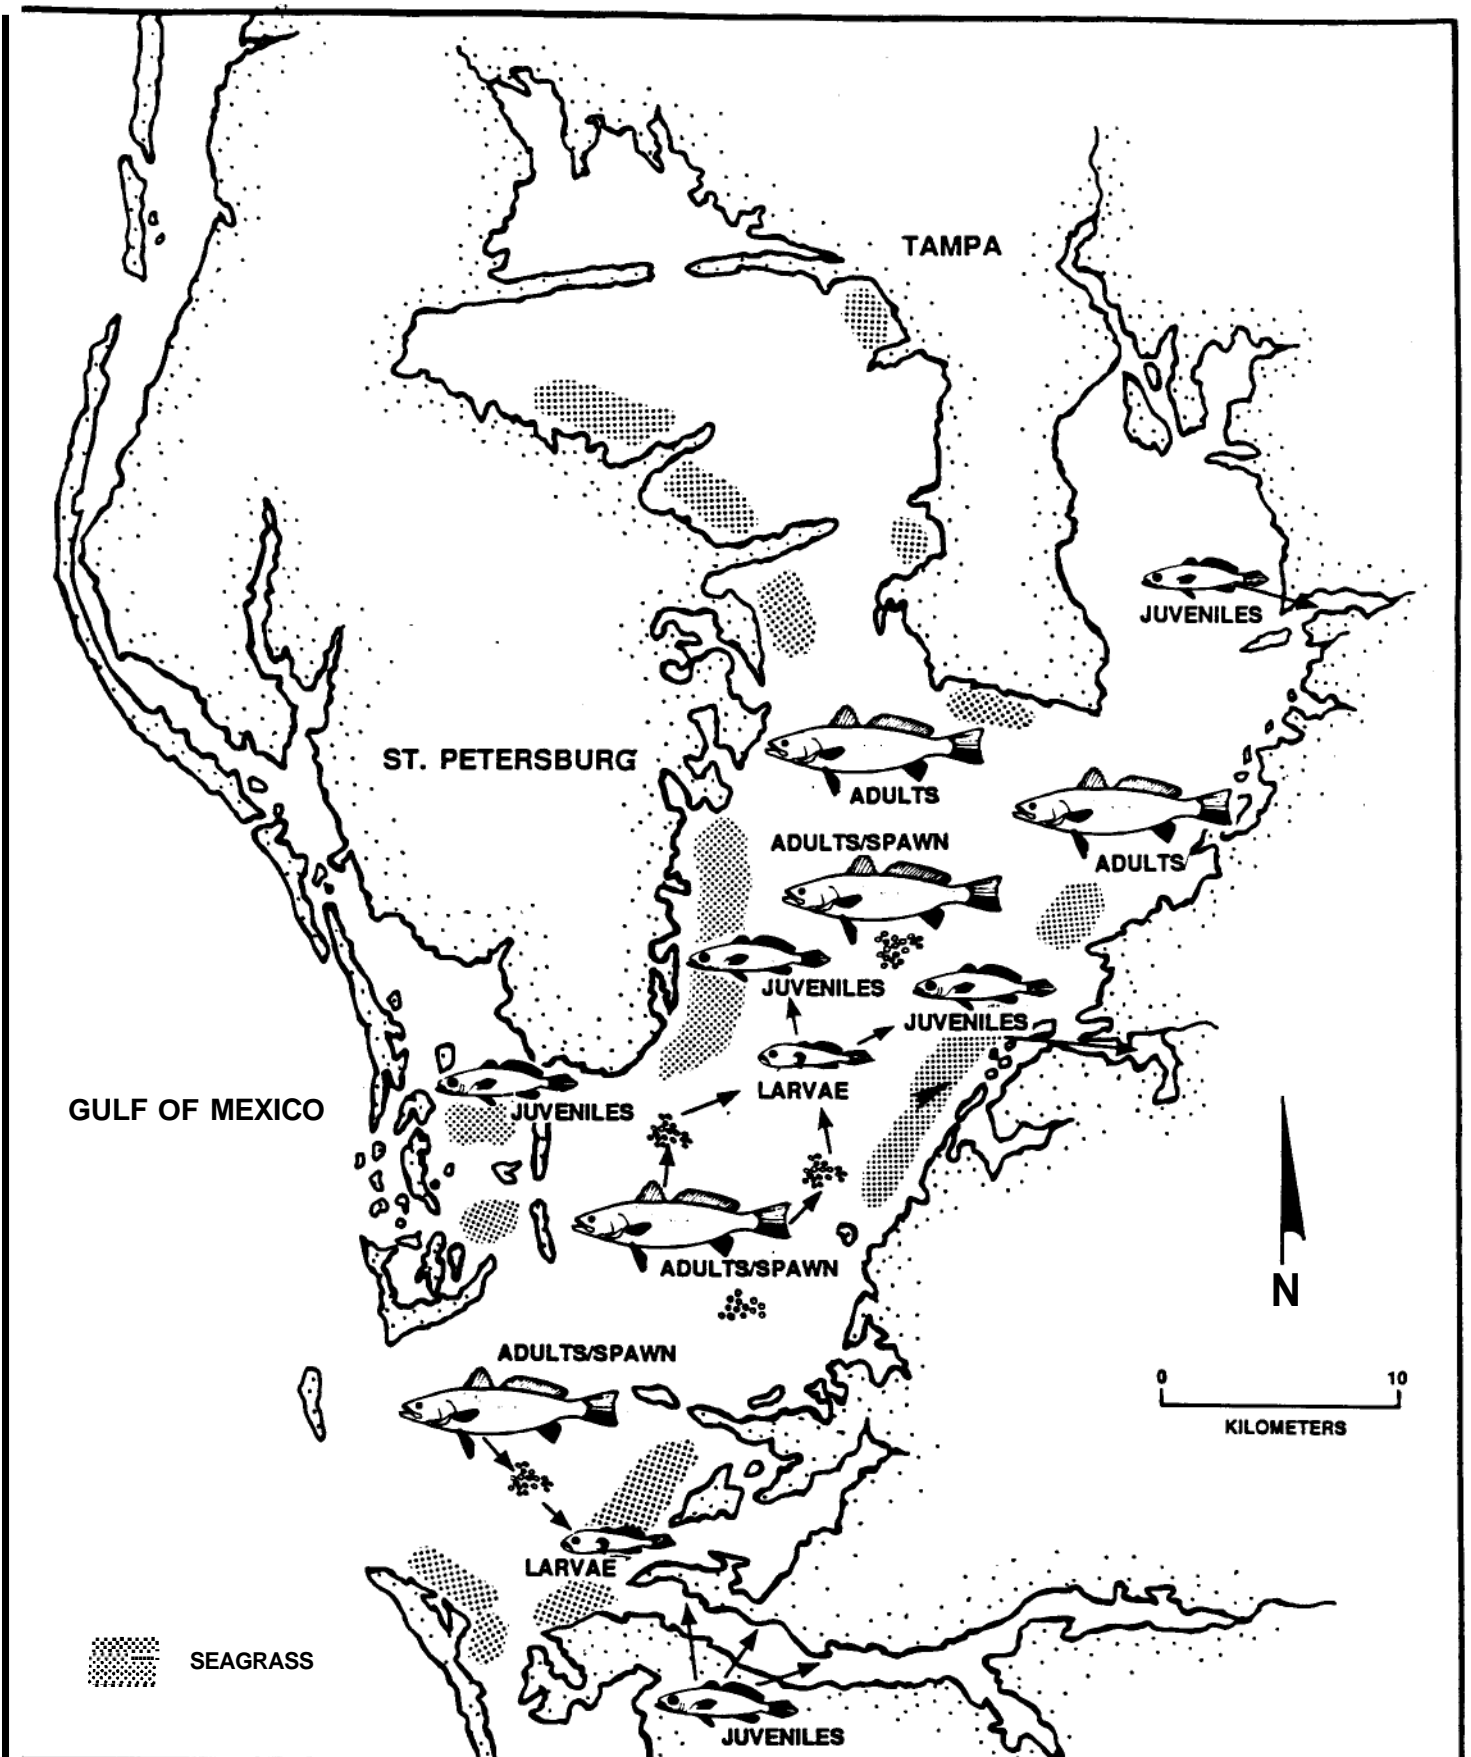 TAMPA
JUVENILES
ST. PETERSBURG
ADULTS
ADULTS/SPAWN
ADULTS
JUVENILES
JUVENILES
LARVAE
GULF OF MEXICO
JUVENILES
ADULTS/SPAWN
N
ADULTS/SPAWN
0 10
KILOMETERS
LARVAE
SEAGRASS
JUVENILES